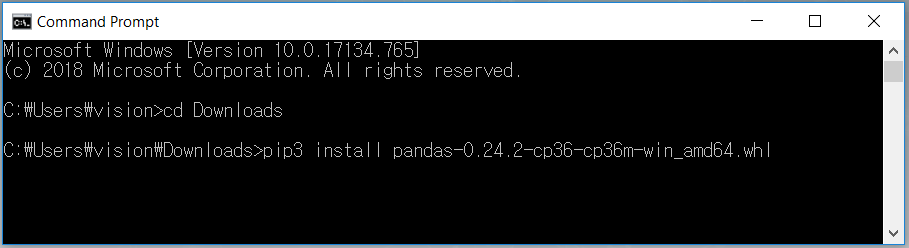 Command Prompt
Microsoft Windows [Version 10.0.17134.765]
(c) 2018 Microsoft Corporation. All rights reserved.
C:₩Users₩vision>cd Downloads
C:₩Users₩vision₩Downloads>pip3 install pandas-0.24.2-cp36-cp36m-win_amd64.whl